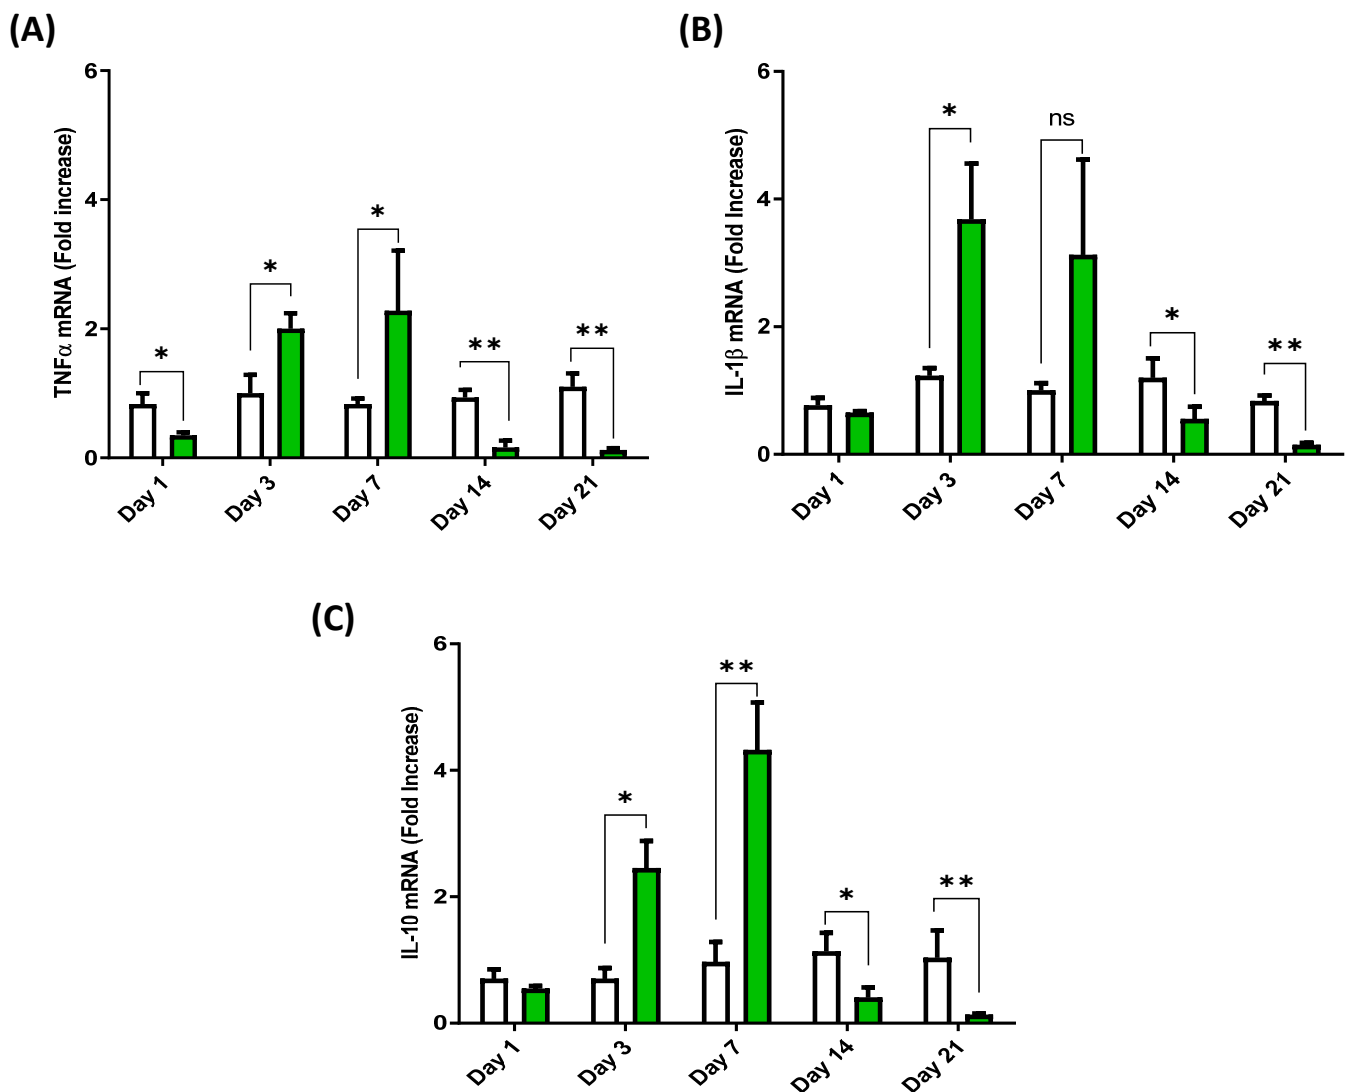 (A)
TNFα mRNA (Fold increase)
6
4
2
0
*
*
*
**
**
Day 1
Day 3
Day 7
Day 14
Day 21
(B)
IL-1β mRNA (Fold Increase)
6
4
2
0
*
ns
*
**
Day 1
Day 3
Day 7
Day 14
Day 21
(C)
IL-10 mRNA (Fold Increase)
6
4
2
0
*
**
*
**
Day 1
Day 3
Day 7
Day 14
Day 21